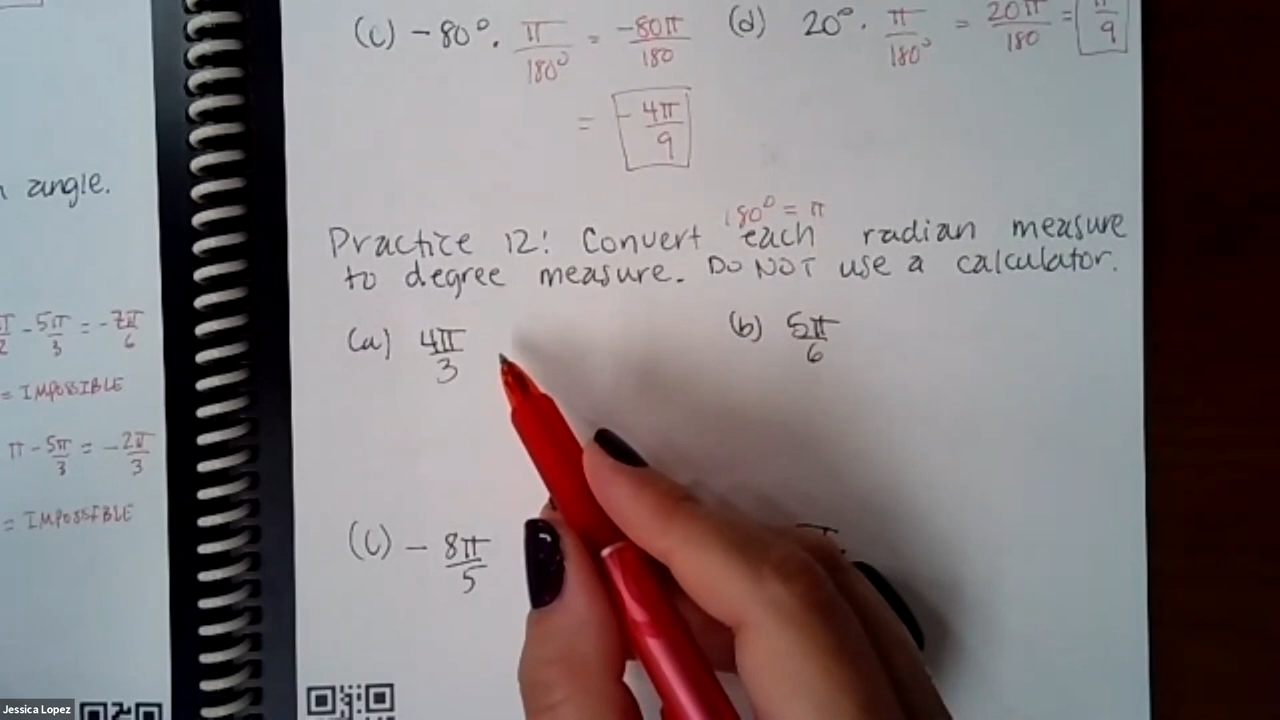 angle.
- 5π/3 = -7π/6
= IMPOSSIBLE
π - 5π/3 = -2π/3
= IMPOSSIBLE
(c) -80° · π/180° = -80π/180
= -4π/9
(d) 20° · π/180° = 20π/180 = π/9
180° = π
Practice 12: Convert each radian measure
to degree measure. DO NOT use a calculator.
(a) 4π/3
(b) 5π/6
(c) - 8π/5
Jessica Lopez